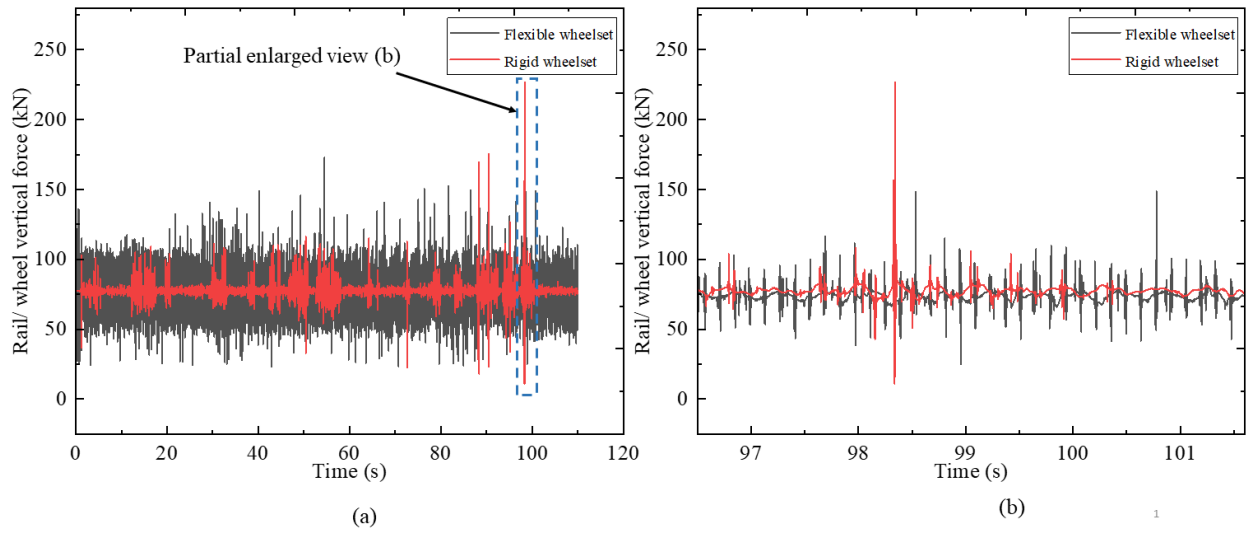 Flexible wheelset
Rigid wheelset
Partial enlarged view (b)
Rail/ wheel vertical force (kN)
250
200
150
100
50
0
0 20 40 60 80 100 120
Time (s)
(a)
Flexible wheelset
Rigid wheelset
Rail/ wheel vertical force (kN)
250
200
150
100
50
0
97 98 99 100 101
Time (s)
(b)
1